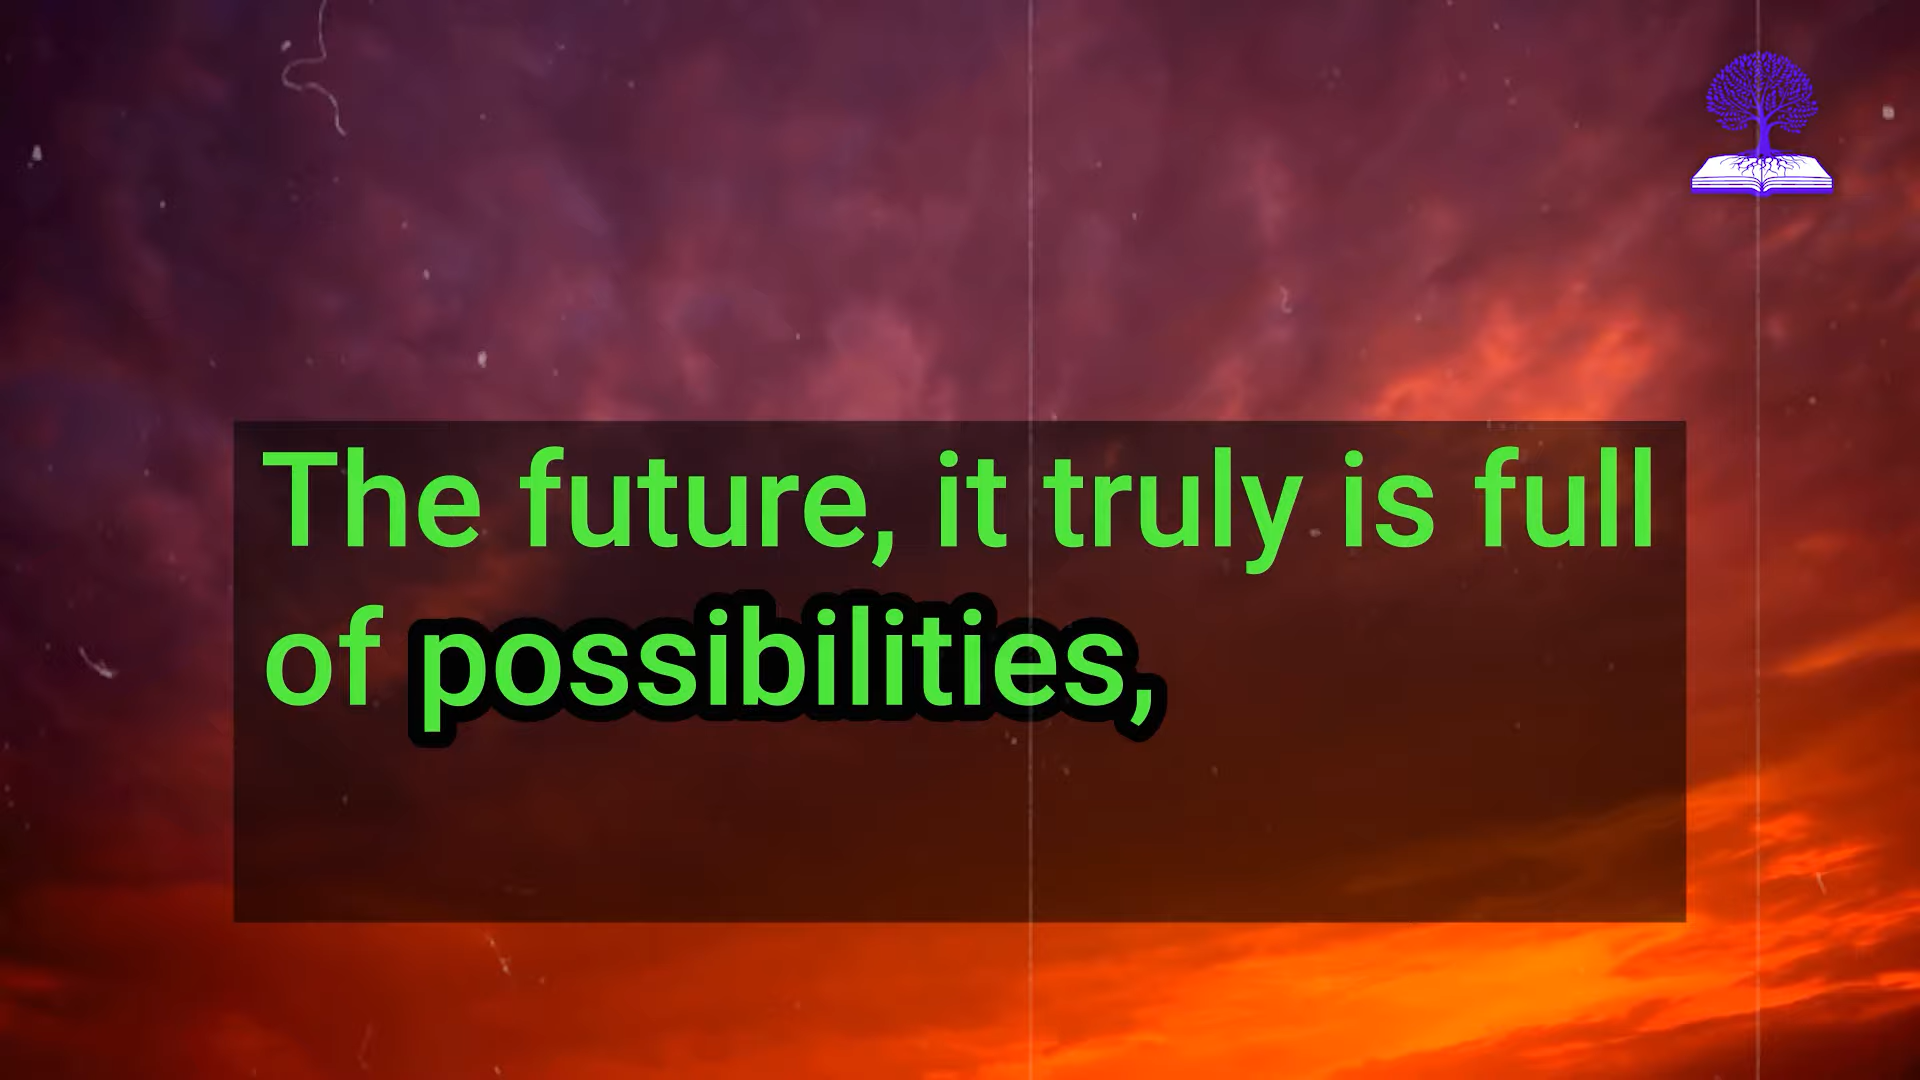 The future, it truly is full
of possibilities,